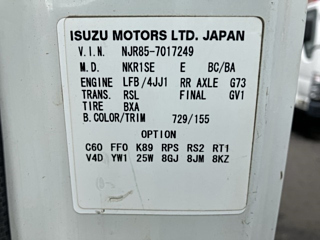 ISUZU MOTORS LTD. JAPAN
V.I.N. NJR85-7017249
M.D. NKR1SE E BC/BA
ENGINE LFB/4JJ1 RR AXLE G73
TRANS. RSL FINAL GV1
TIRE BXA
B.COLOR/TRIM 729/155
OPTION
C60 FFO K89 RPS RS2 RT1
V4D YW1 25W 8GJ 8JM 8KZ